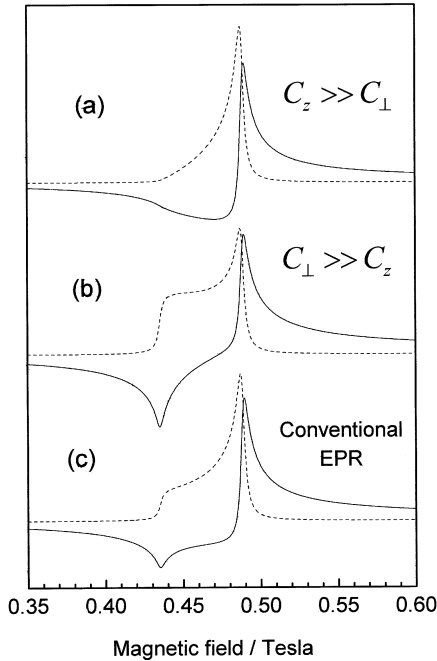 (a)
C_z >> C_⊥
(b)
C_⊥ >> C_z
(c)
Conventional
EPR
0.35 0.40 0.45 0.50 0.55 0.60
Magnetic field / Tesla